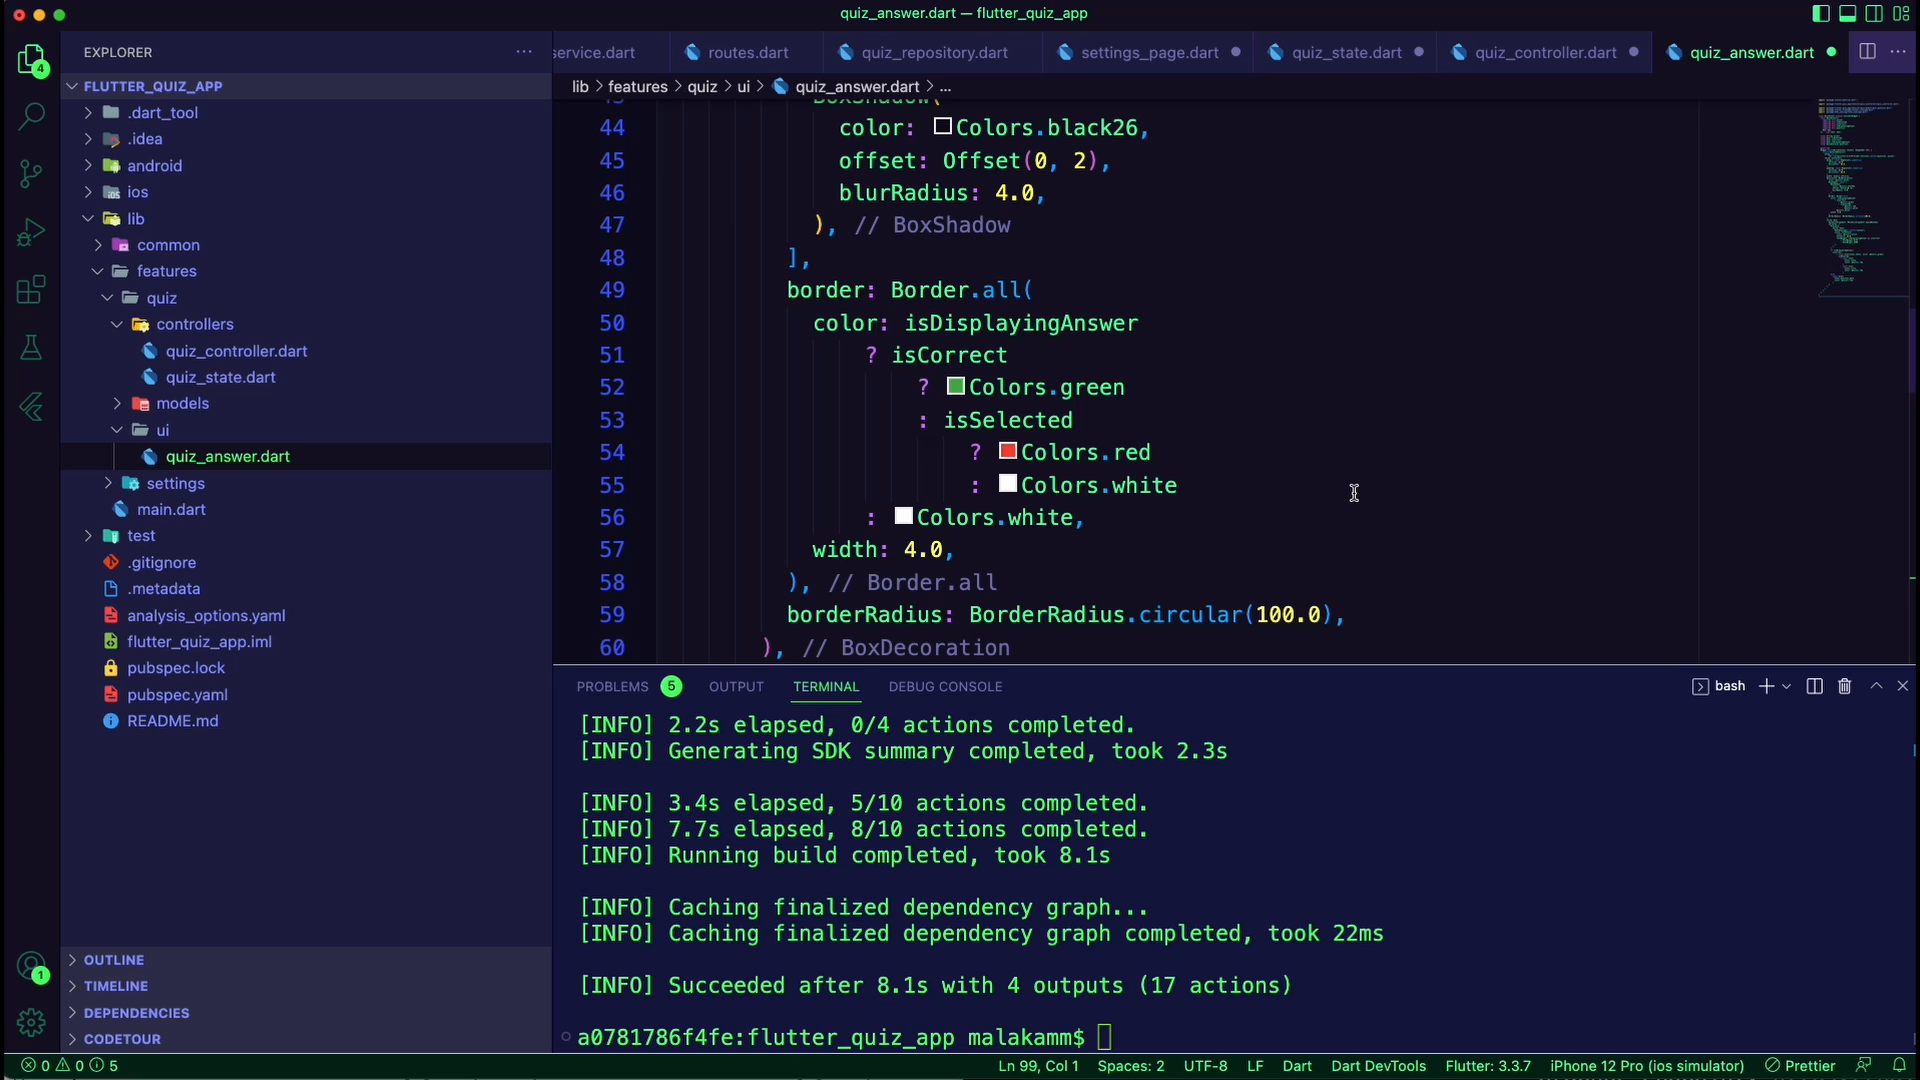 quiz_answer.dart — flutter_quiz_app
4
EXPLORER
service.dart
routes.dart
quiz_repository.dart
settings_page.dart
quiz_state.dart
quiz_controller.dart
quiz_answer.dart
FLUTTER_QUIZ_APP
.dart_tool
.idea
android
ios
lib
common
features
quiz
controllers
quiz_controller.dart
quiz_state.dart
models
ui
quiz_answer.dart
settings
main.dart
test
.gitignore
.metadata
analysis_options.yaml
flutter_quiz_app.iml
pubspec.lock
pubspec.yaml
README.md
OUTLINE
TIMELINE
DEPENDENCIES
CODETOUR
1
lib > features > quiz > ui > quiz_answer.dart > ...
43 BoxShadow(
44 color: Colors.black26,
45 offset: Offset(0, 2),
46 blurRadius: 4.0,
47 ), // BoxShadow
48 ],
49 border: Border.all(
50 color: isDisplayingAnswer
51 ? isCorrect
52 ? Colors.green
53 : isSelected
54 ? Colors.red
55 : Colors.white
56 : Colors.white,
57 width: 4.0,
58 ), // Border.all
59 borderRadius: BorderRadius.circular(100.0),
60 ), // BoxDecoration
PROBLEMS 5 OUTPUT TERMINAL DEBUG CONSOLE bash
[INFO] 2.2s elapsed, 0/4 actions completed.
[INFO] Generating SDK summary completed, took 2.3s
[INFO] 3.4s elapsed, 5/10 actions completed.
[INFO] 7.7s elapsed, 8/10 actions completed.
[INFO] Running build completed, took 8.1s
[INFO] Caching finalized dependency graph...
[INFO] Caching finalized dependency graph completed, took 22ms
[INFO] Succeeded after 8.1s with 4 outputs (17 actions)
a0781786f4fe:flutter_quiz_app malakamm$
0 0 5 Ln 99, Col 1 Spaces: 2 UTF-8 LF Dart Dart DevTools Flutter: 3.3.7 iPhone 12 Pro (ios simulator) Prettier